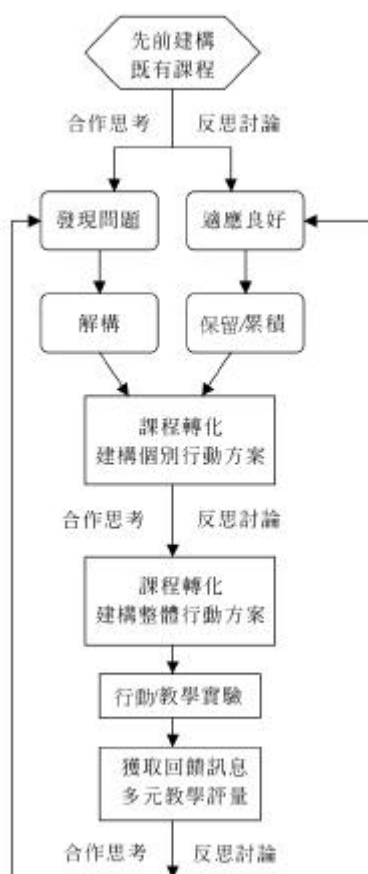 先前建構
既有課程
合作思考 反思討論
發現問題 適應良好
解構 保留/累積
課程轉化
建構個別行動方案
合作思考 反思討論
課程轉化
建構整體行動方案
行動/教學實驗
獲取回饋訊息
多元教學評量
合作思考 反思討論